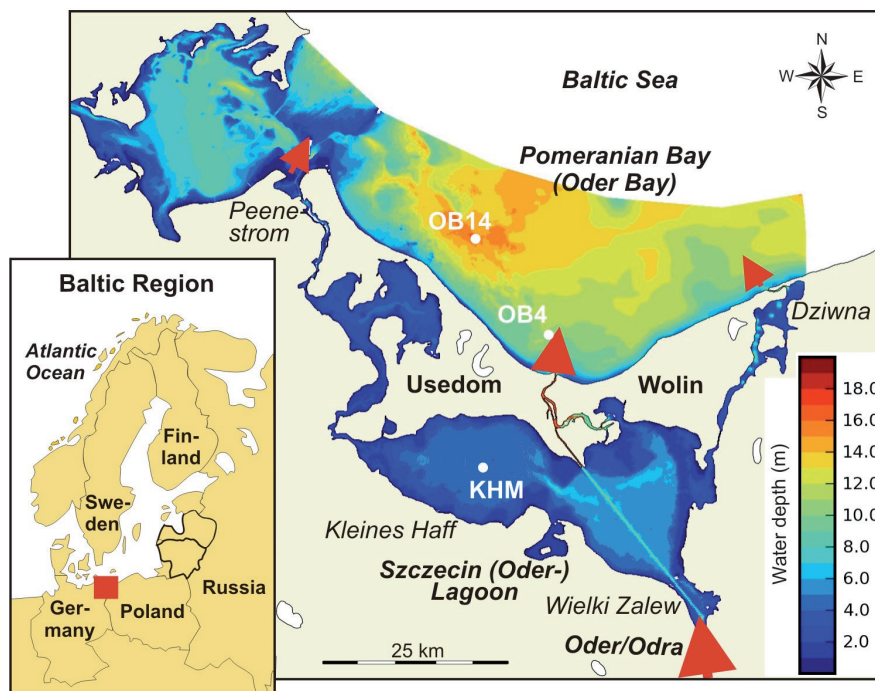 N
W E
S
Baltic Sea
Pomeranian Bay
(Oder Bay)
Peene-
strom
OB14
OB4
Dziwna
Usedom
Wolin
KHM
Kleines Haff
Szczecin (Oder-)
Lagoon
Wielki Zalew
Oder/Odra
25 km
Water depth (m)
18.0
16.0
14.0
12.0
10.0
8.0
6.0
4.0
2.0
Baltic Region
Atlantic
Ocean
Fin-
land
Swe-
den
Russia
Ger-
many
Poland